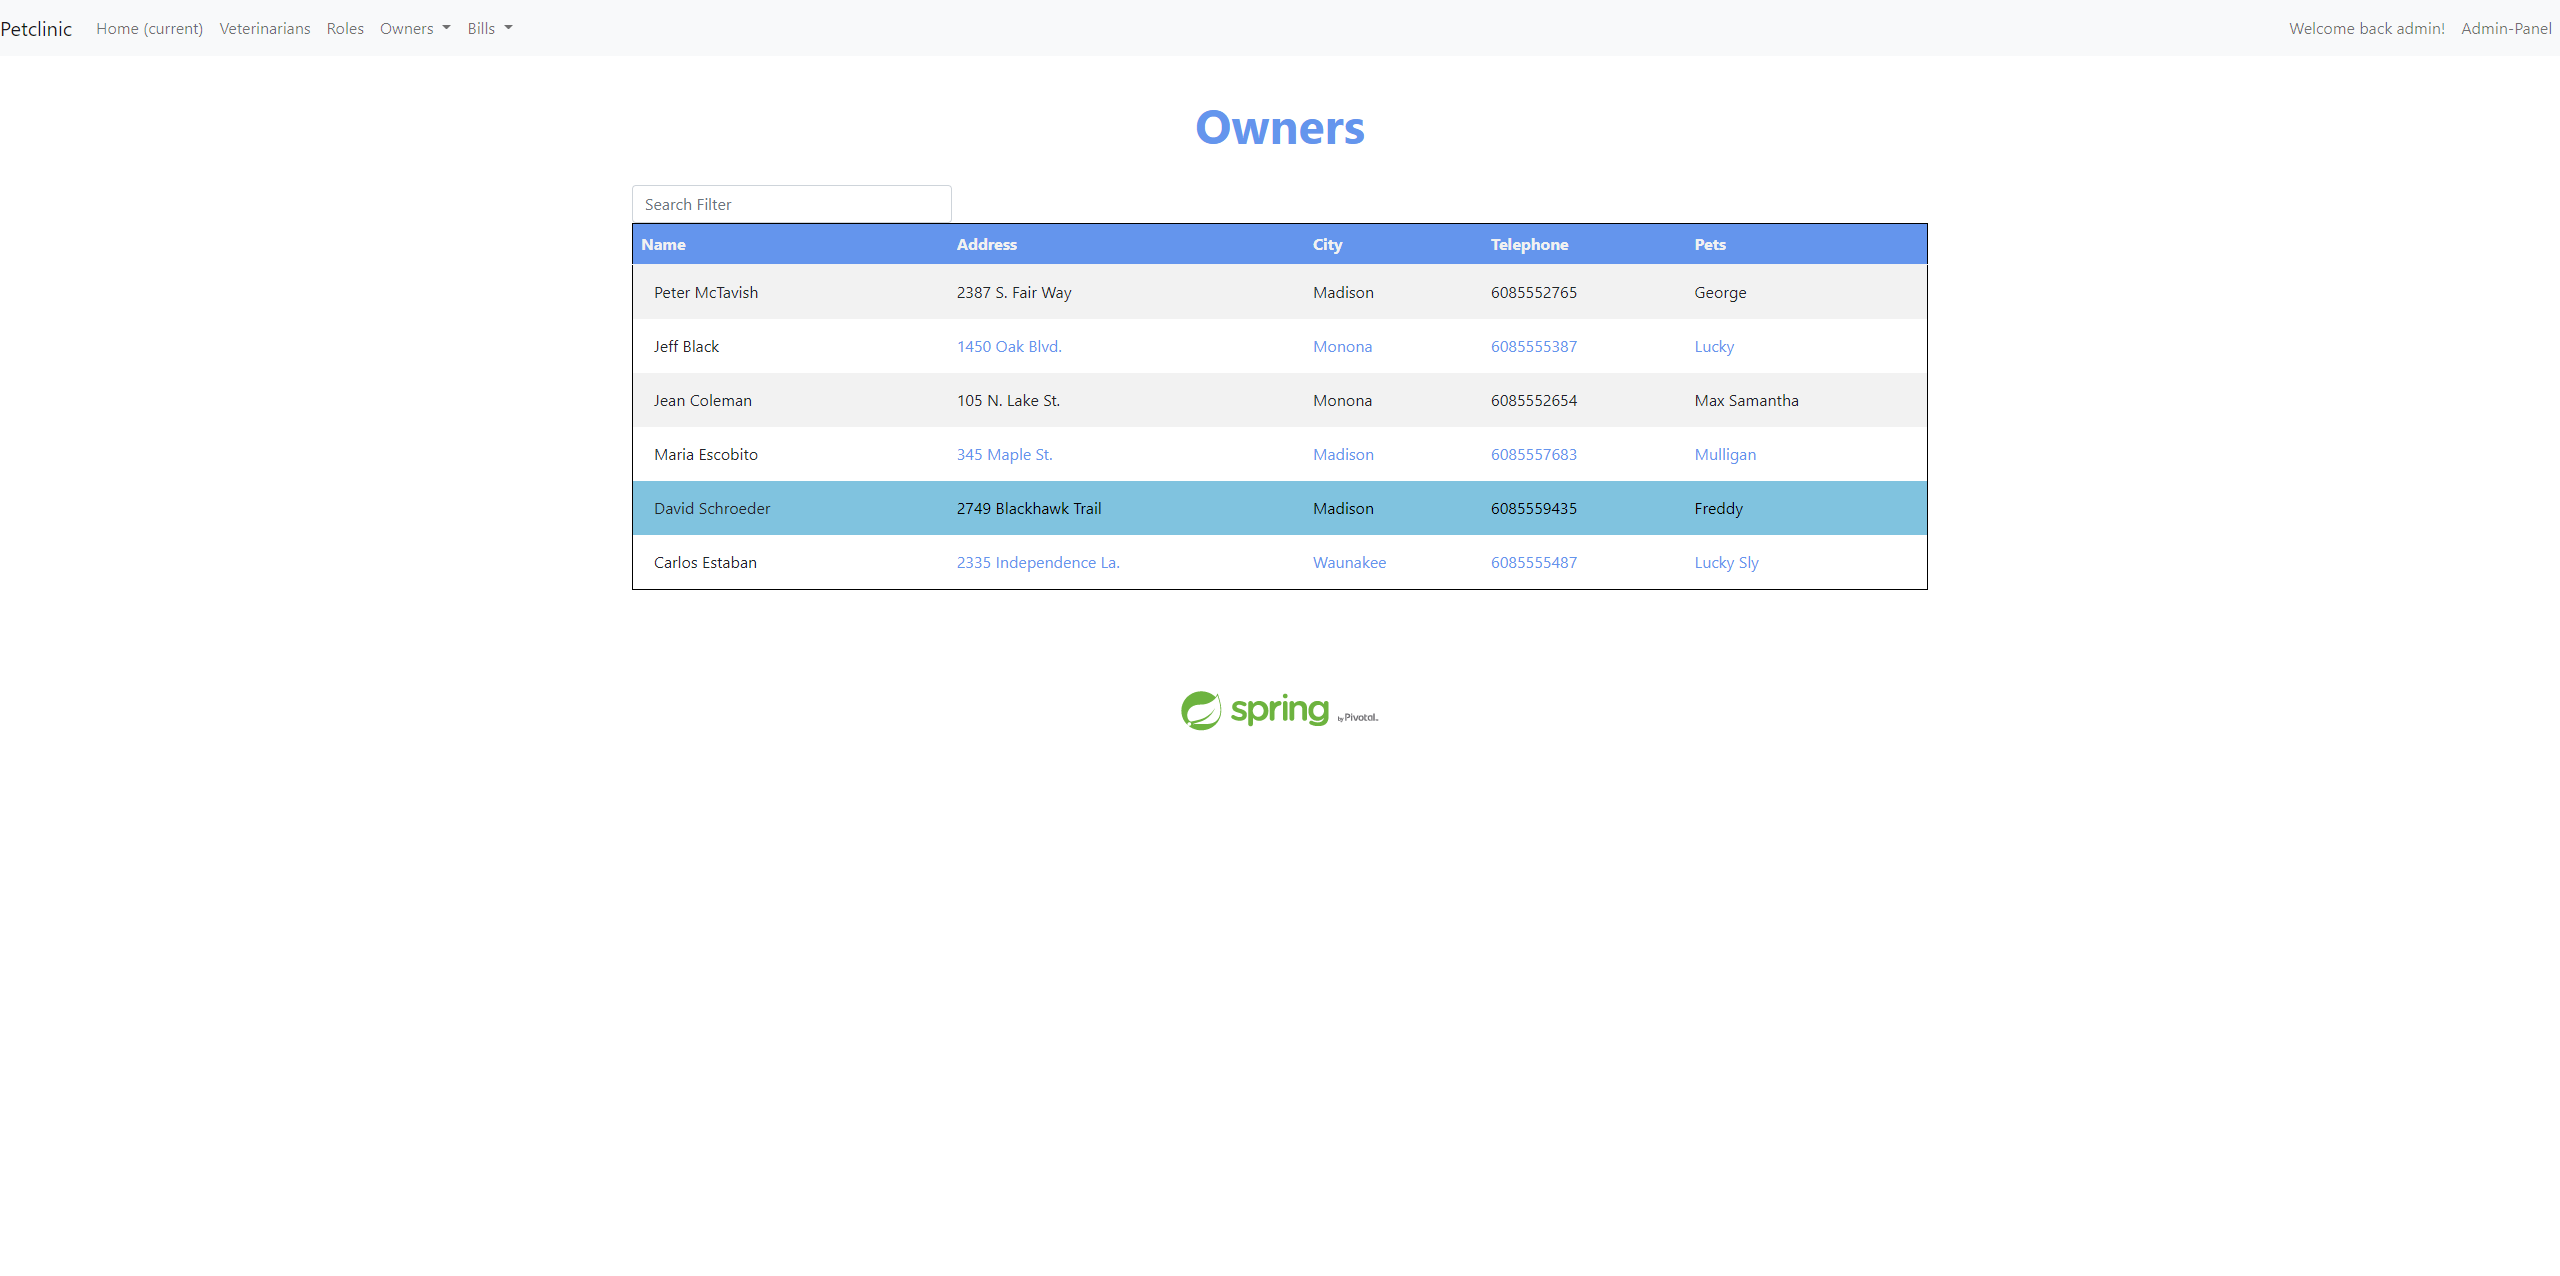 Petclinic Home (current) Veterinarians Roles Owners Bills Welcome back admin! Admin-Panel
Owners
Search Filter
Name Address City Telephone Pets
Peter McTavish 2387 S. Fair Way Madison 6085552765 George
Jeff Black 1450 Oak Blvd. Monona 6085555387 Lucky
Jean Coleman 105 N. Lake St. Monona 6085552654 Max Samantha
Maria Escobito 345 Maple St. Madison 6085557683 Mulligan
David Schroeder 2749 Blackhawk Trail Madison 6085559435 Freddy
Carlos Estaban 2335 Independence La. Waunakee 6085555487 Lucky Sly
spring by Pivotal.